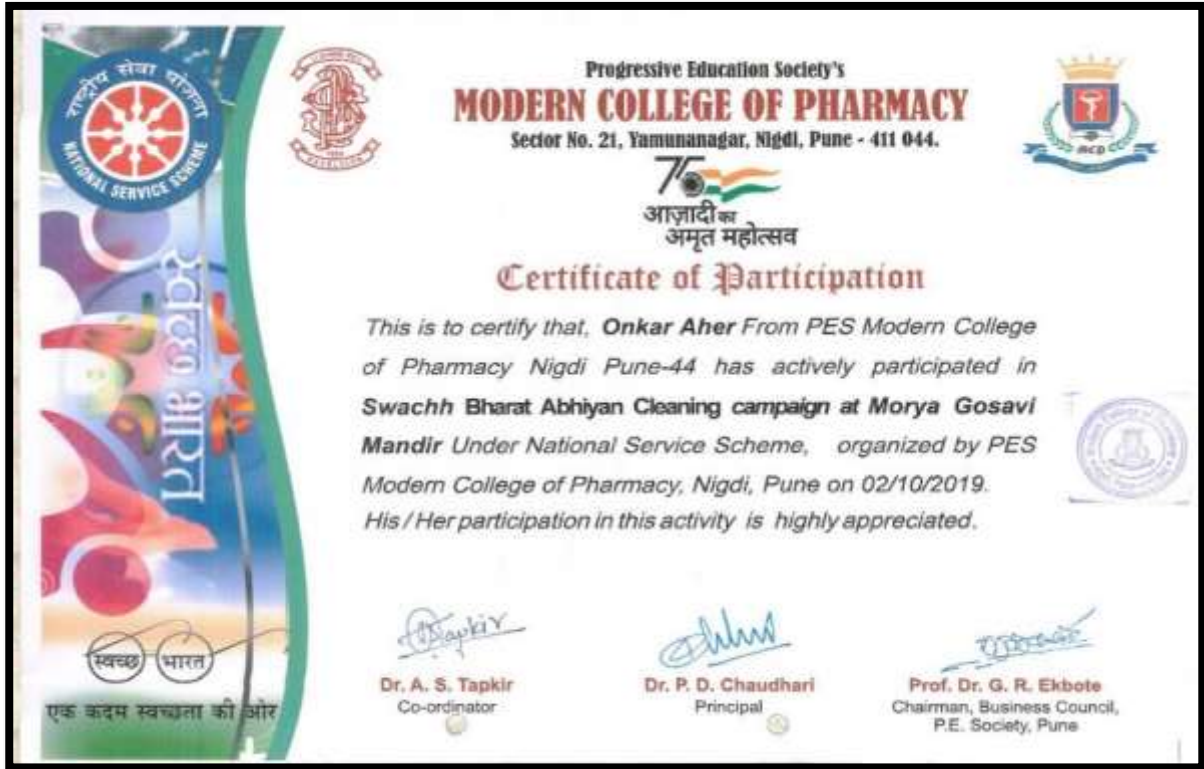 राष्ट्रीय सेवा योजना
NATIONAL SERVICE SCHEME
Progressive Education Society's
MODERN COLLEGE OF PHARMACY
Sector No. 21, Yamunanagar, Nigdi, Pune - 411 044.
MCP
75
आज़ादी का
अमृत महोत्सव
Certificate of Participation
This is to certify that, Onkar Aher From PES Modern College
of Pharmacy Nigdi Pune-44 has actively participated in
Swachh Bharat Abhiyan Cleaning campaign at Morya Gosavi
Mandir Under National Service Scheme, organized by PES
Modern College of Pharmacy, Nigdi, Pune on 02/10/2019.
His / Her participation in this activity is highly appreciated.
स्वच्छ भारत
स्वच्छ भारत
एक कदम स्वच्छता की ओर
Tapkir
Dr. A. S. Tapkir
Co-ordinator
Dr. P. D. Chaudhari
Principal
Prof. Dr. G. R. Ekbote
Chairman, Business Council,
P.E. Society, Pune